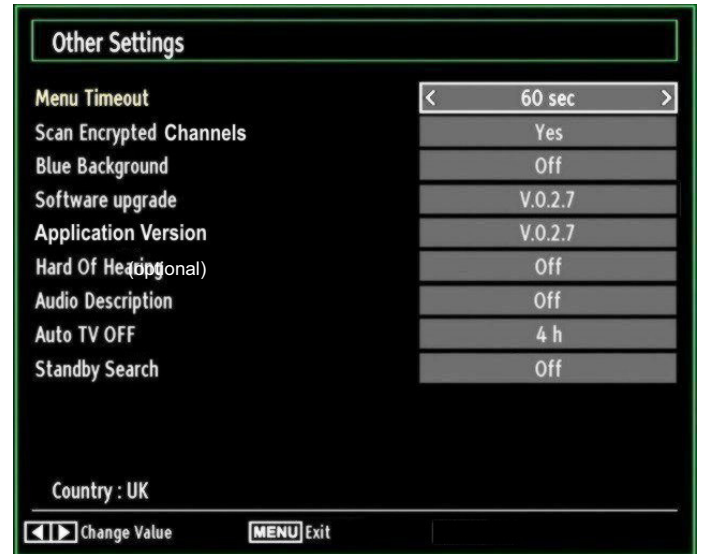 Other Settings
Menu Timeout < 60 sec >
Scan Encrypted Channels Yes
Blue Background Off
Software upgrade V.0.2.7
Application Version V.0.2.7
Hard Of Hearing (optional) Off
Audio Description Off
Auto TV OFF 4 h
Standby Search Off
Country : UK
Change Value MENU Exit